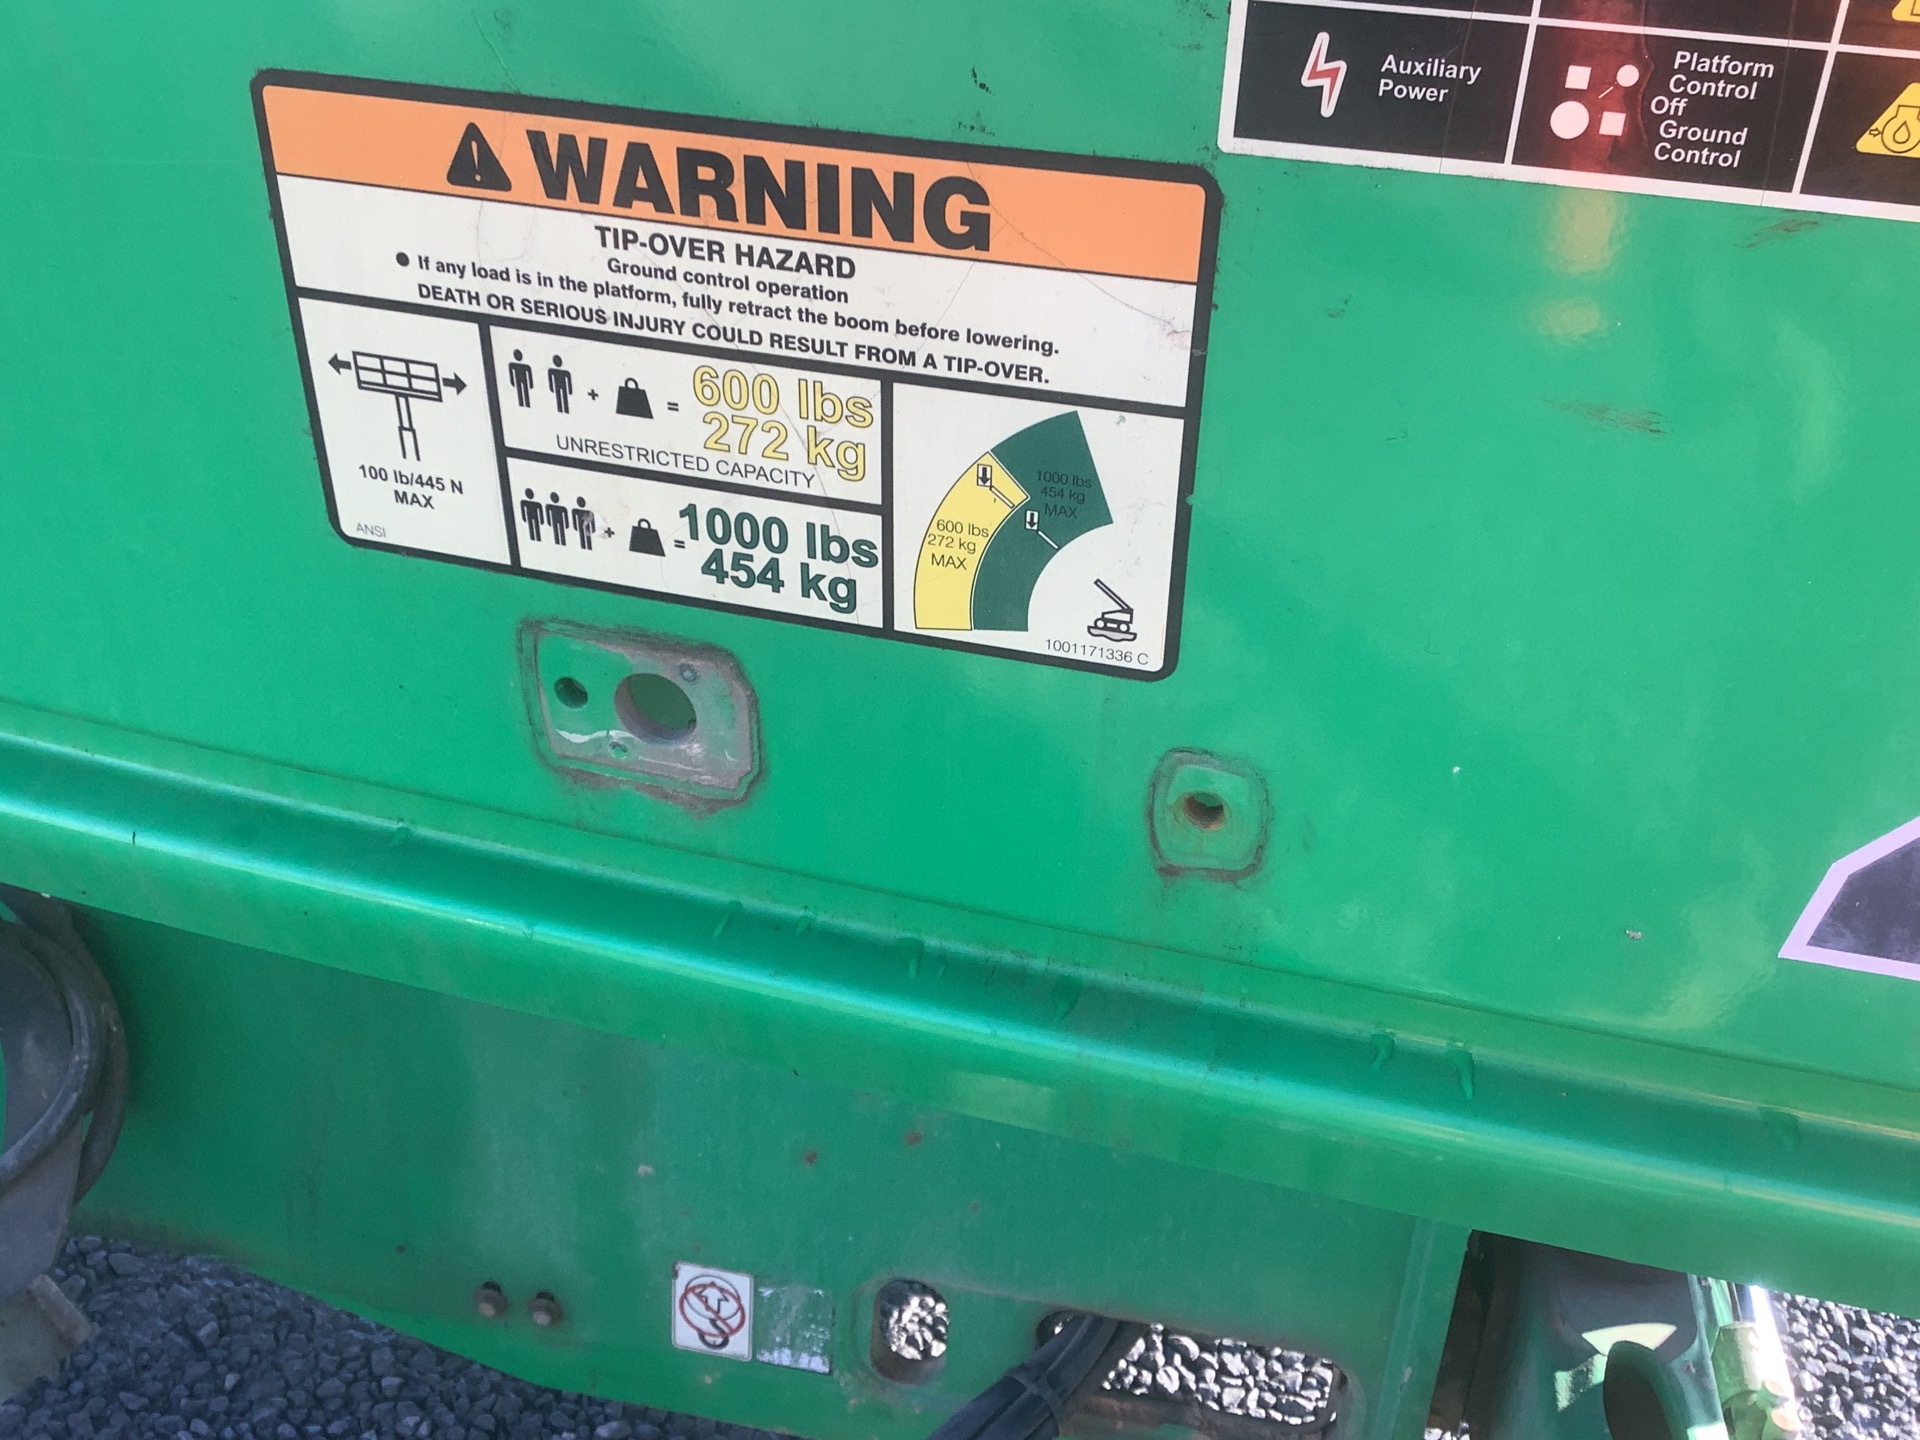 WARNING
TIP-OVER HAZARD
Ground control operation
● If any load is in the platform, fully retract the boom before lowering.
DEATH OR SERIOUS INJURY COULD RESULT FROM A TIP-OVER.
100 lb/445 N
MAX
ANSI
+ = 600 lbs
272 kg
UNRESTRICTED CAPACITY
+ = 1000 lbs
454 kg
1000 lbs
454 kg
MAX
600 lbs
272 kg
MAX
1001171336 C
Auxiliary
Power
Platform
Control
Off
Ground
Control